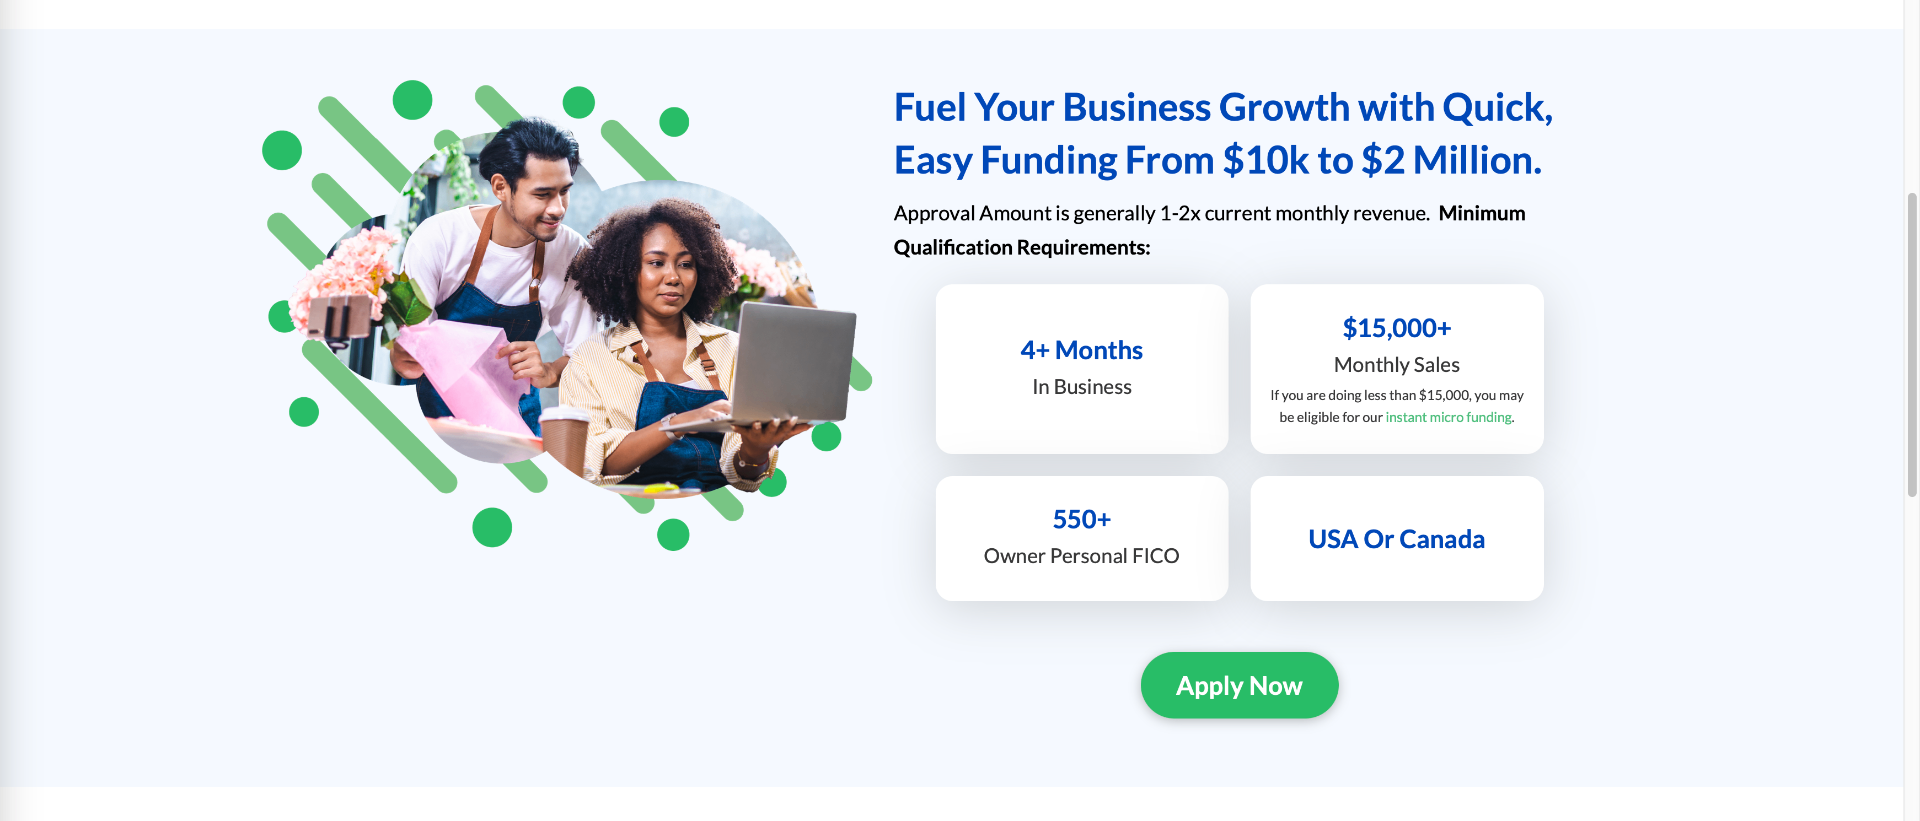 Fuel Your Business Growth with Quick,
Easy Funding From $10k to $2 Million.
Approval Amount is generally 1-2x current monthly revenue. Minimum
Qualification Requirements:
4+ Months
In Business
$15,000+
Monthly Sales
If you are doing less than $15,000, you may
be eligible for our instant micro funding.
550+
Owner Personal FICO
USA Or Canada
Apply Now